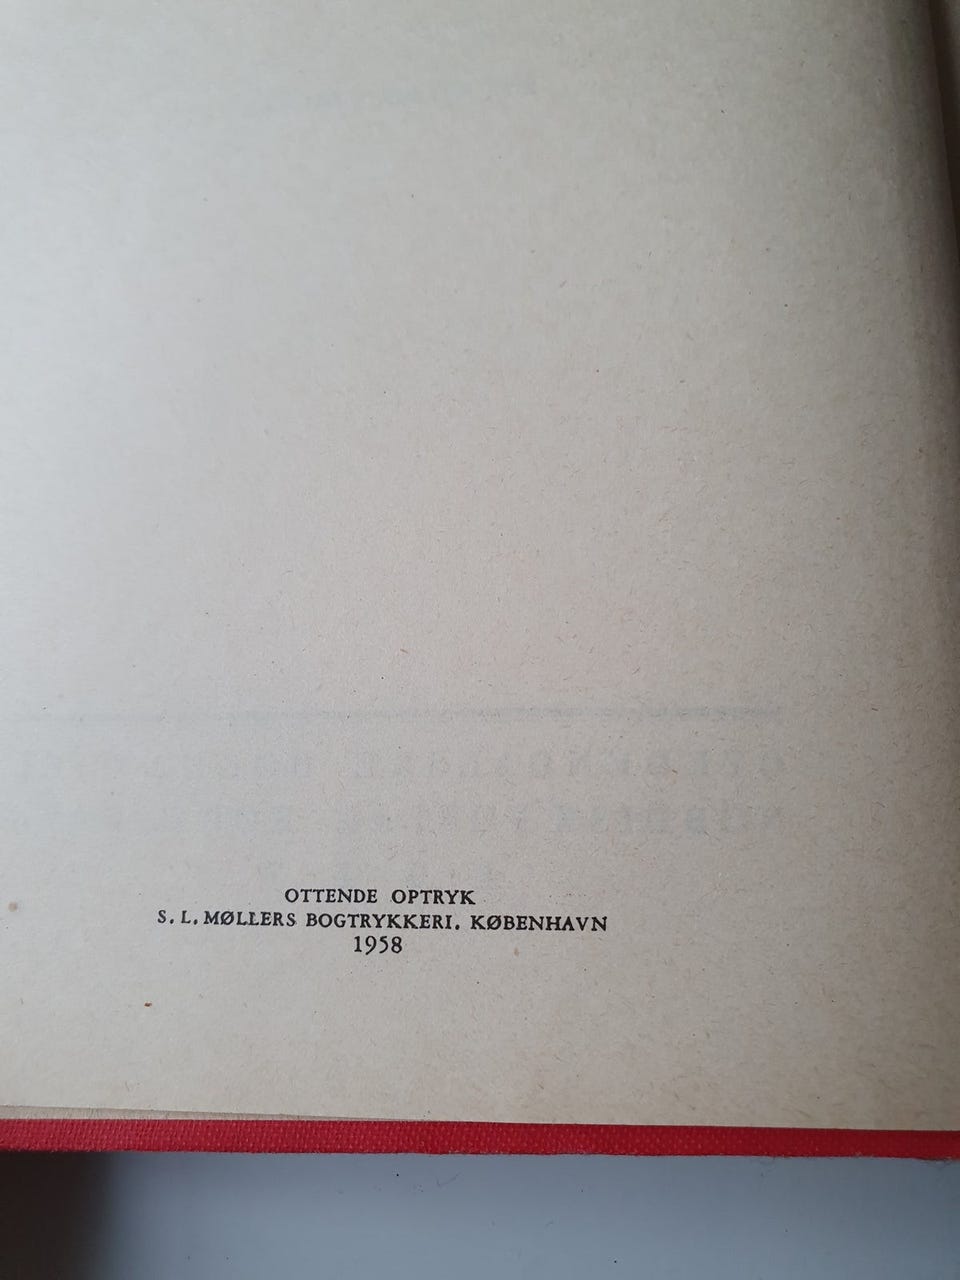 OTTENDE OPTRYK
S. L. MØLLERS BOGTRYKKERI. KØBENHAVN
1958